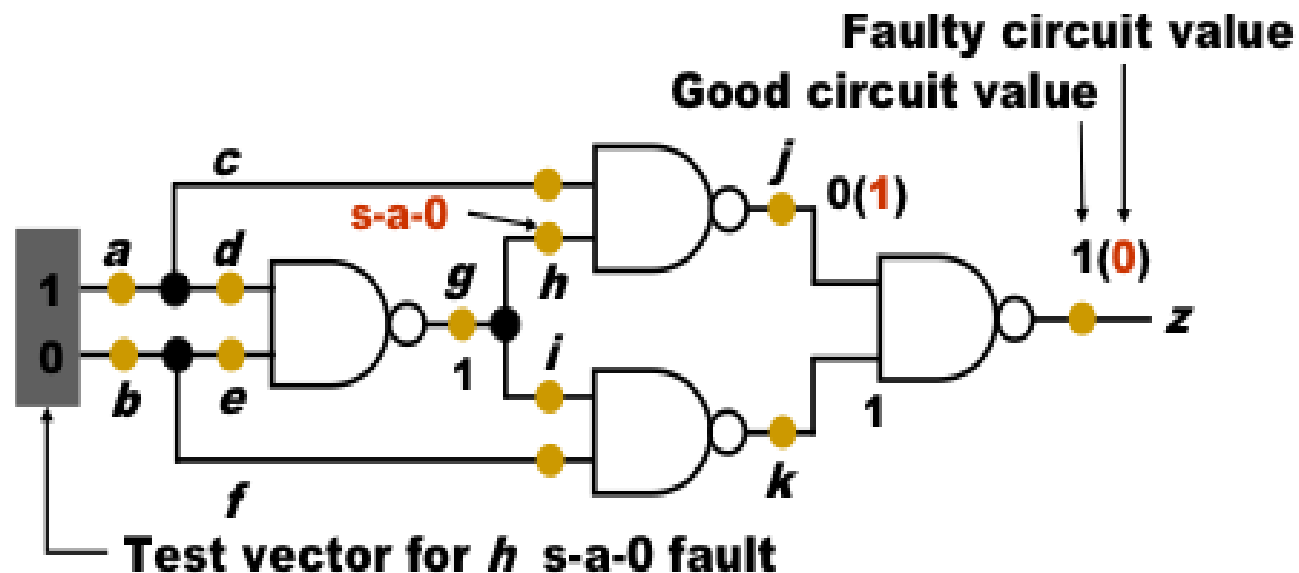 Faulty circuit value
Good circuit value
c
j
0(1)
s-a-0
1(0)
a
d
g
h
1
z
0
i
1
b
e
1
k
f
Test vector for h s-a-0 fault